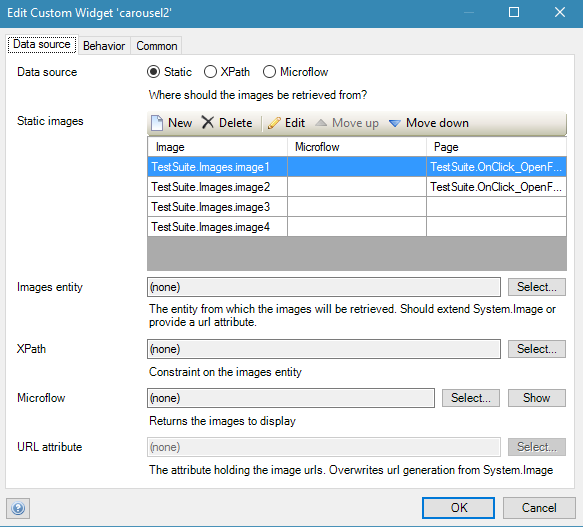 Edit Custom Widget 'carousel2'
Data source Behavior Common
Data source Static XPath Microflow
Where should the images be retrieved from?
Static images New Delete Edit Move up Move down
Image Microflow Page
TestSuite.Images.image1 TestSuite.OnClick_OpenF...
TestSuite.Images.image2 TestSuite.OnClick_OpenF...
TestSuite.Images.image3
TestSuite.Images.image4
Images entity (none) Select...
The entity from which the images will be retrieved. Should extend System.Image or
provide a url attribute.
XPath (none) Select...
Constraint on the images entity
Microflow (none) Select... Show
Returns the images to display
URL attribute (none) Select...
The attribute holding the image urls. Overwrites url generation from System.Image
? OK Cancel